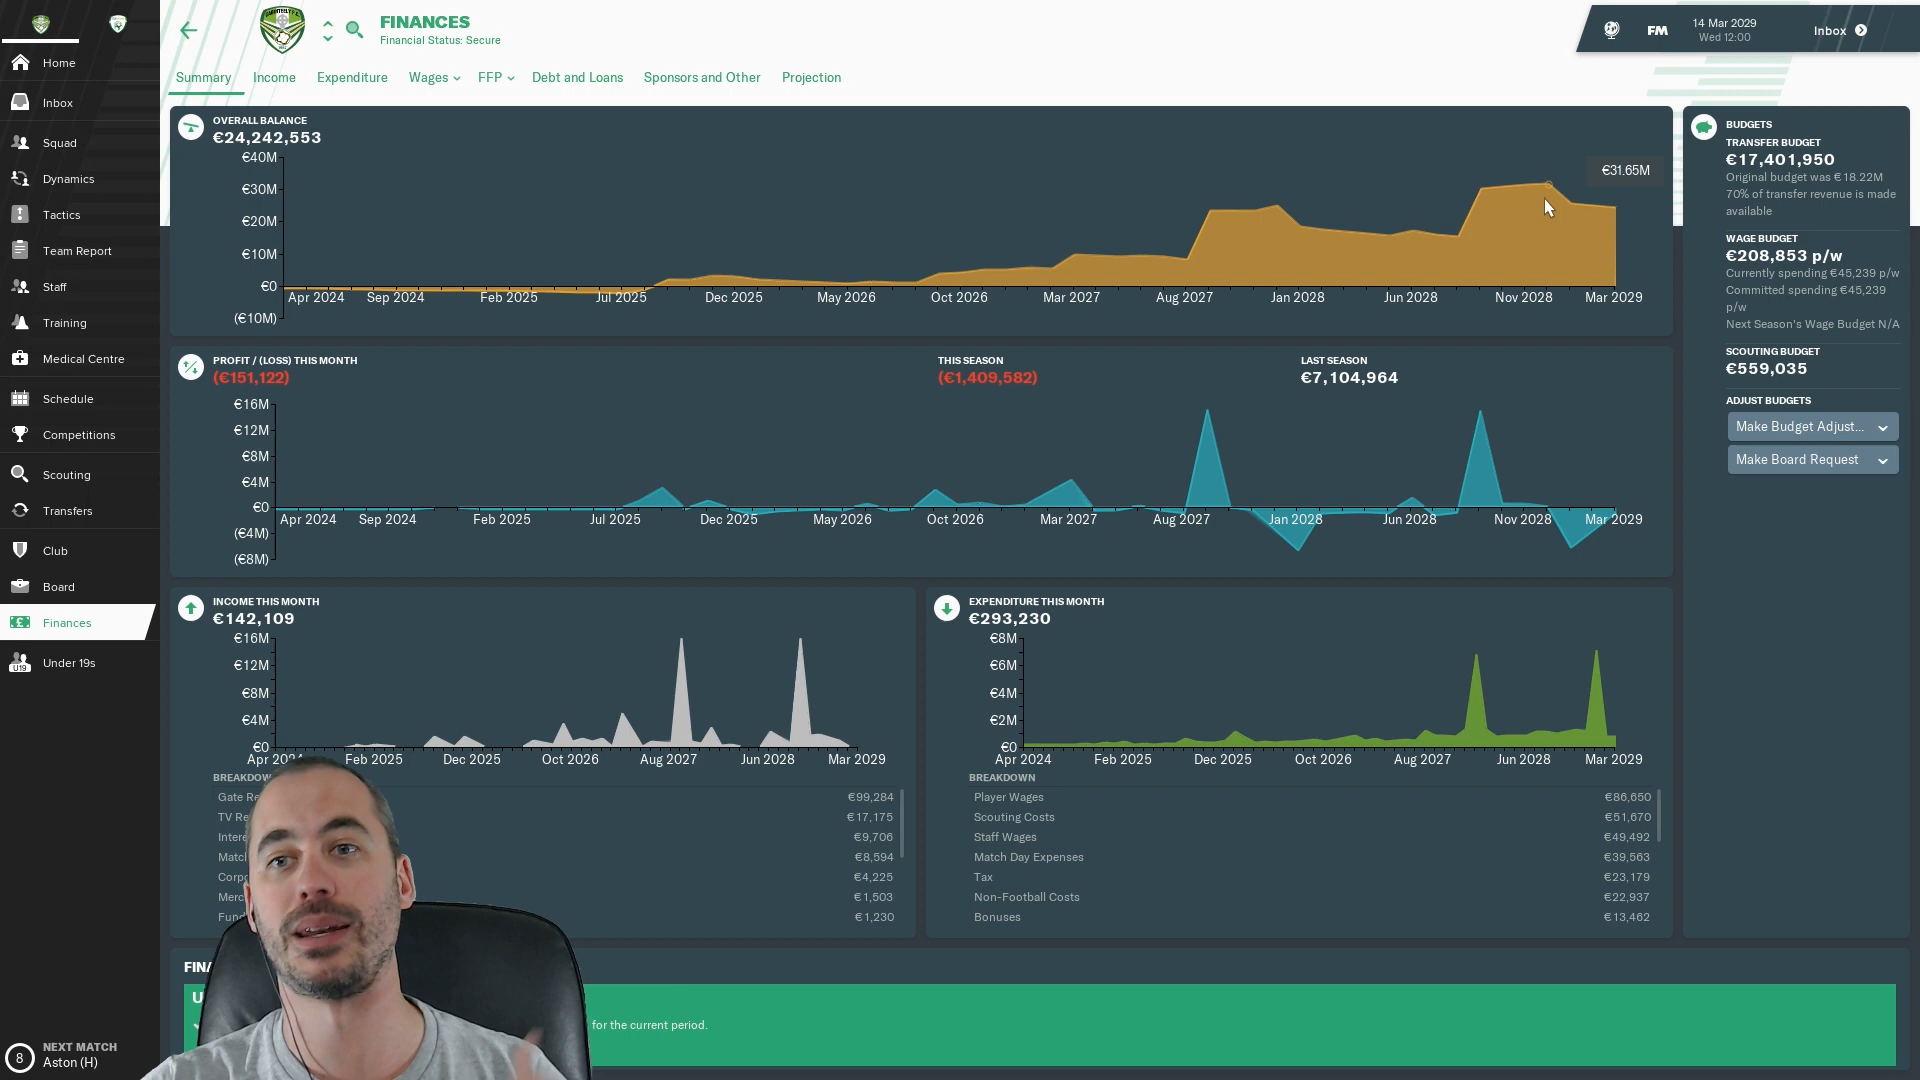 FINANCES
Financial Status: Secure
FM
14 Mar 2029
Wed 12:00
Inbox
Home
Inbox
Squad
Dynamics
Tactics
Team Report
Staff
Training
Medical Centre
Schedule
Competitions
Scouting
Transfers
Club
Board
Finances
U19
Under 19s
8
NEXT MATCH
Aston (H)
Summary
Income
Expenditure
Wages
FFP
Debt and Loans
Sponsors and Other
Projection
OVERALL BALANCE
€24,242,553
€40M
€30M
€20M
€10M
€0
(€10M)
€31.65M
Apr 2024 Sep 2024 Feb 2025 Jul 2025 Dec 2025 May 2026 Oct 2026 Mar 2027 Aug 2027 Jan 2028 Jun 2028 Nov 2028 Mar 2029
PROFIT / (LOSS) THIS MONTH
(€151,122)
THIS SEASON
(€1,409,582)
LAST SEASON
€7,104,964
€16M
€12M
€8M
€4M
€0
(€4M)
(€8M)
Apr 2024 Sep 2024 Feb 2025 Jul 2025 Dec 2025 May 2026 Oct 2026 Mar 2027 Aug 2027 Jan 2028 Jun 2028 Nov 2028 Mar 2029
INCOME THIS MONTH
€142,109
€16M
€12M
€8M
€4M
€0
Feb 2025 Dec 2025 Oct 2026 Aug 2027 Jun 2028 Mar 2029
€99,284
€17,175
€9,706
€8,594
€4,225
€1,503
€1,230
EXPENDITURE THIS MONTH
€293,230
€8M
€6M
€4M
€2M
€0
Apr 2024 Feb 2025 Dec 2025 Oct 2026 Aug 2027 Jun 2028 Mar 2029
BREAKDOWN
Player Wages €86,650
Scouting Costs €51,670
Staff Wages €49,492
Match Day Expenses €39,563
Tax €23,179
Non-Football Costs €22,937
Bonuses €13,462
for the current period.
BUDGETS
TRANSFER BUDGET
€17,401,950
Original budget was €18.22M
70% of transfer revenue is made
available
WAGE BUDGET
€208,853 p/w
Currently spending €45,239 p/w
Committed spending €45,239
p/w
Next Season's Wage Budget N/A
SCOUTING BUDGET
€559,035
ADJUST BUDGETS
Make Budget Adjust...
Make Board Request